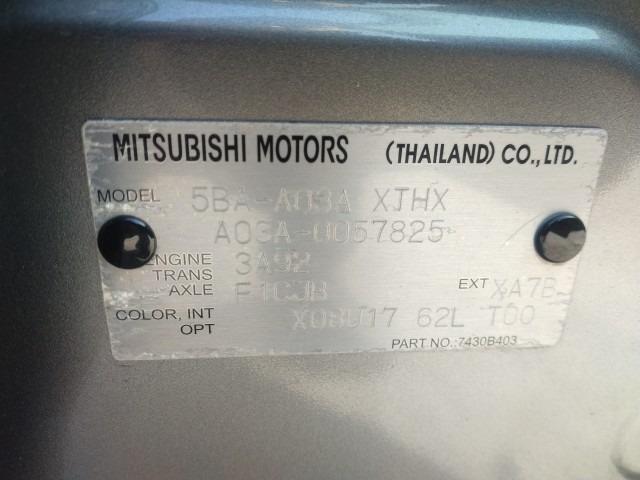 MITSUBISHI MOTORS (THAILAND) CO., LTD.
MODEL 5BA-A03A XTHX
A03A-0057825
ENGINE 3A92
TRANS
AXLE F1CJB EXT XA7B
COLOR, INT X08U17 62L T00
OPT
PART NO.:7430B403